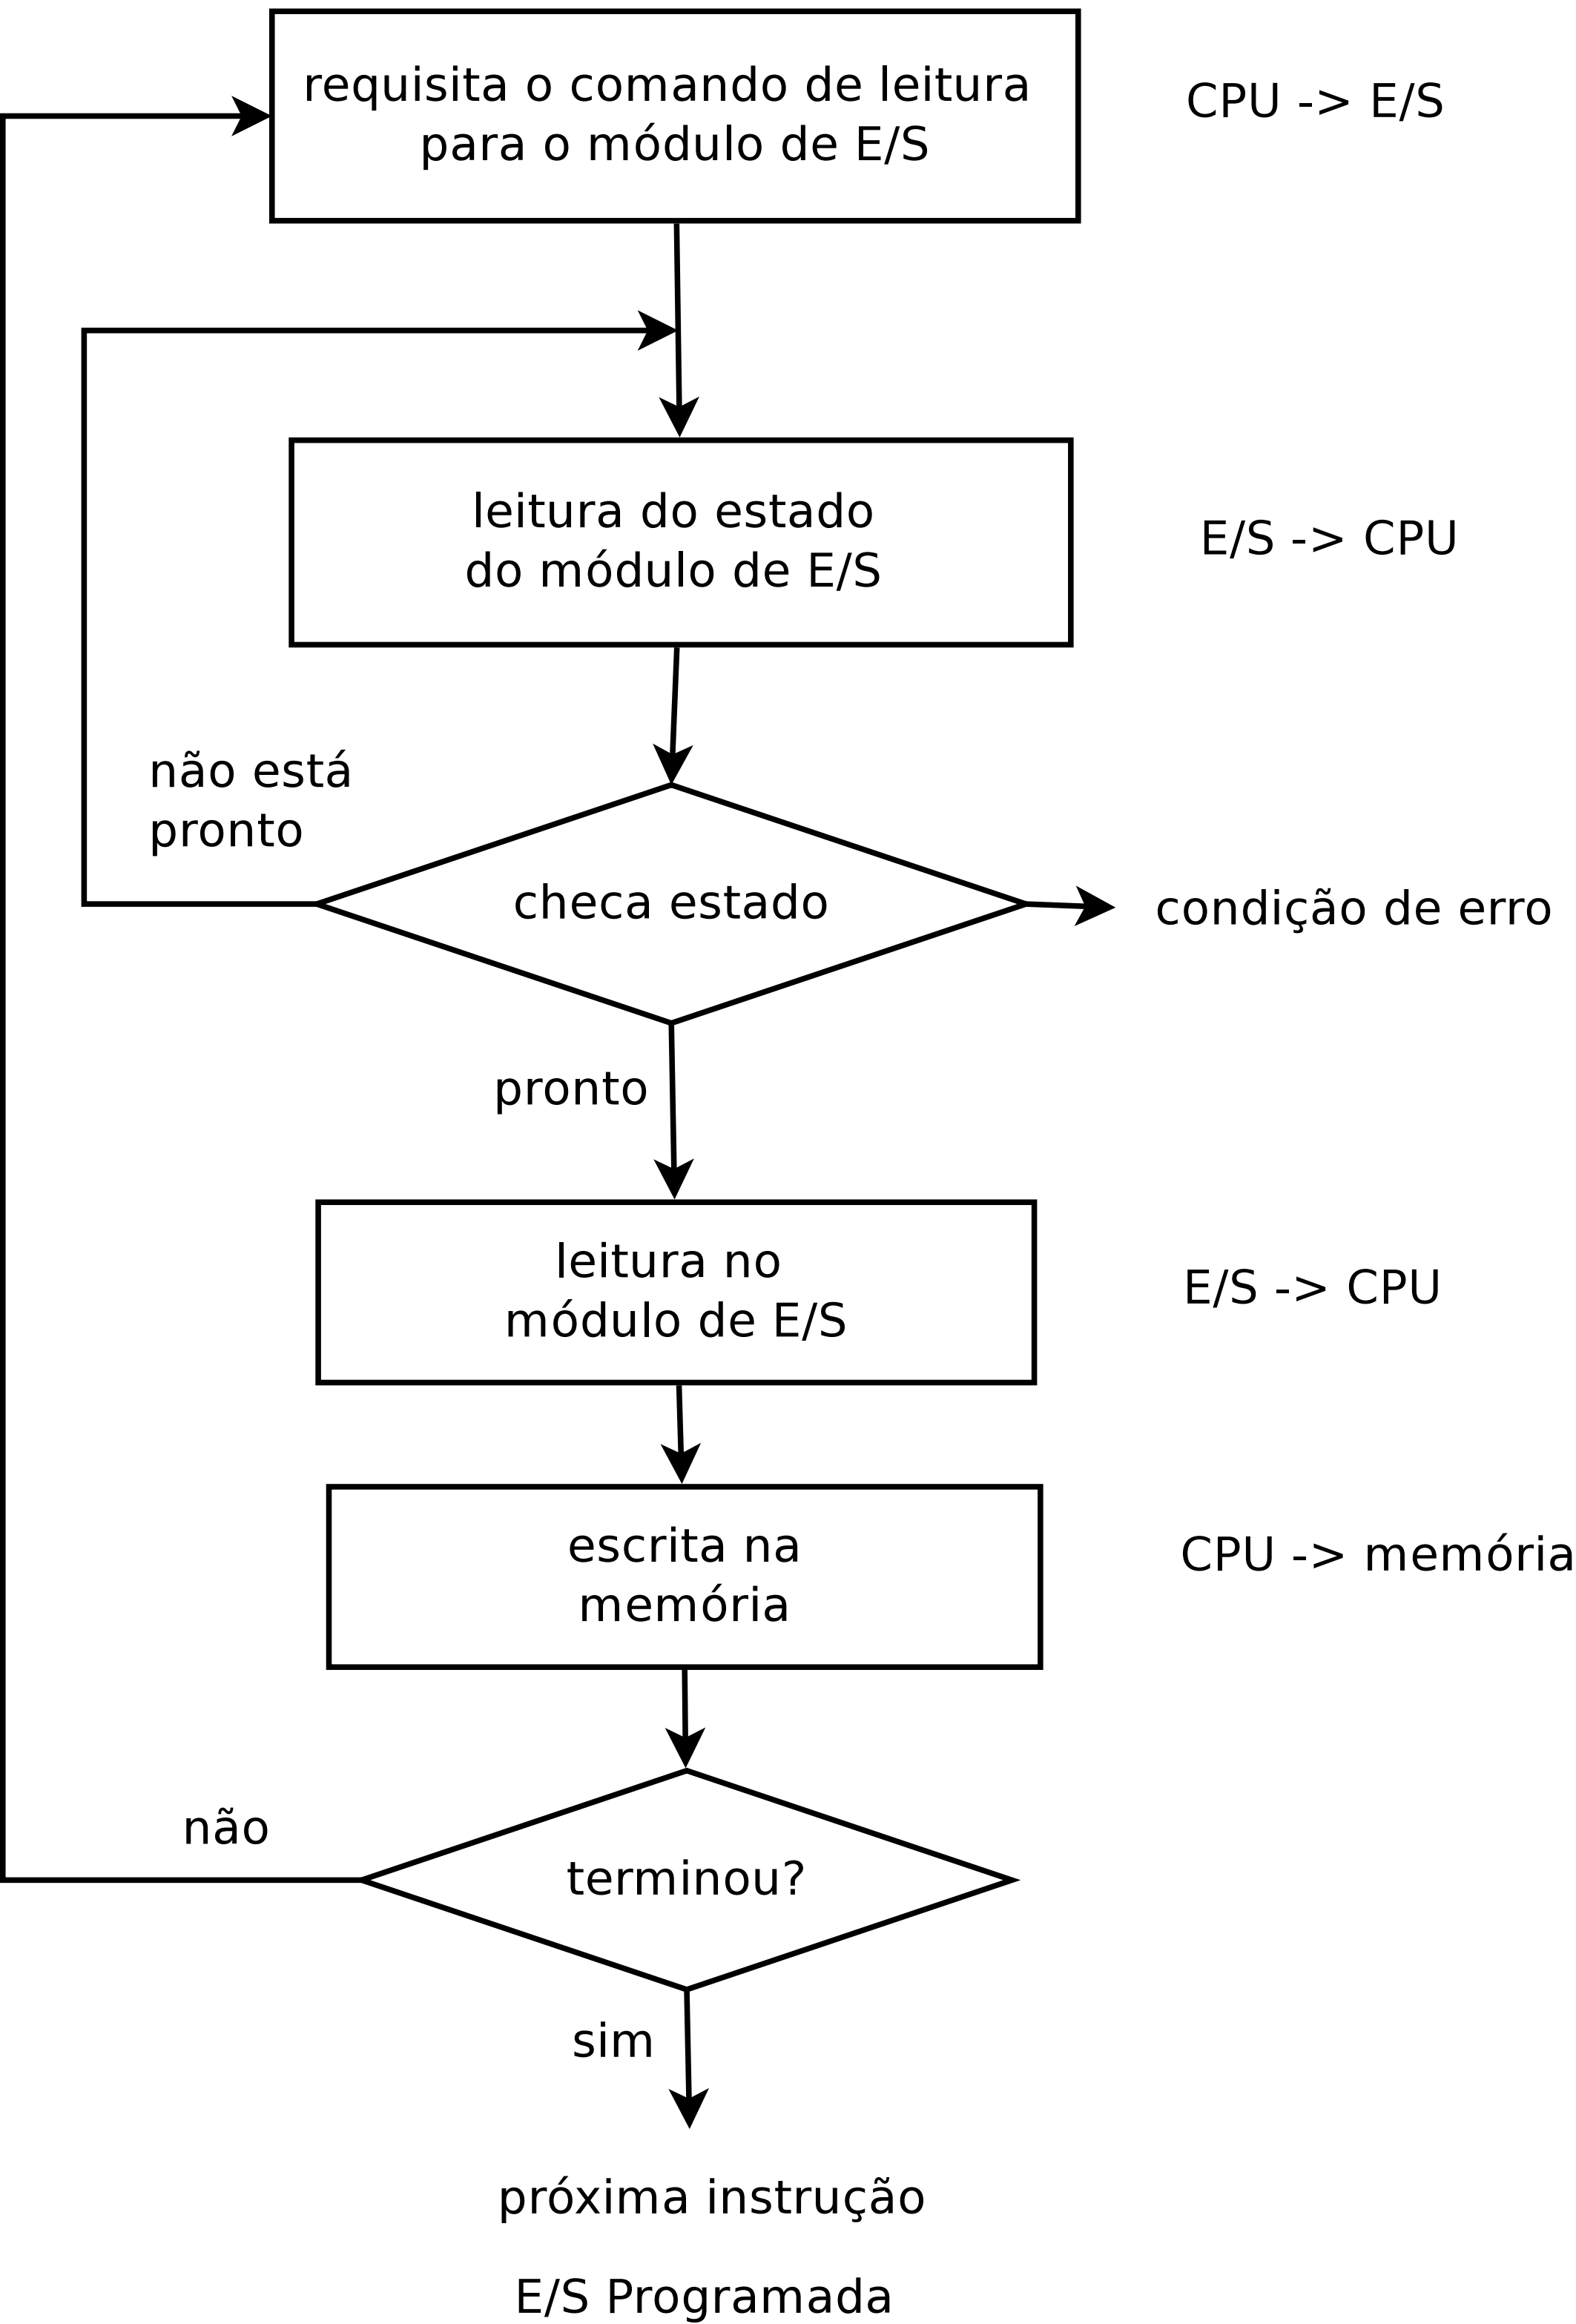 requisita o comando de leitura
para o módulo de E/S
CPU -> E/S
leitura do estado
do módulo de E/S
E/S -> CPU
não está
pronto
checa estado
condição de erro
pronto
leitura no
módulo de E/S
E/S -> CPU
escrita na
memória
CPU -> memória
não
terminou?
sim
próxima instrução
E/S Programada